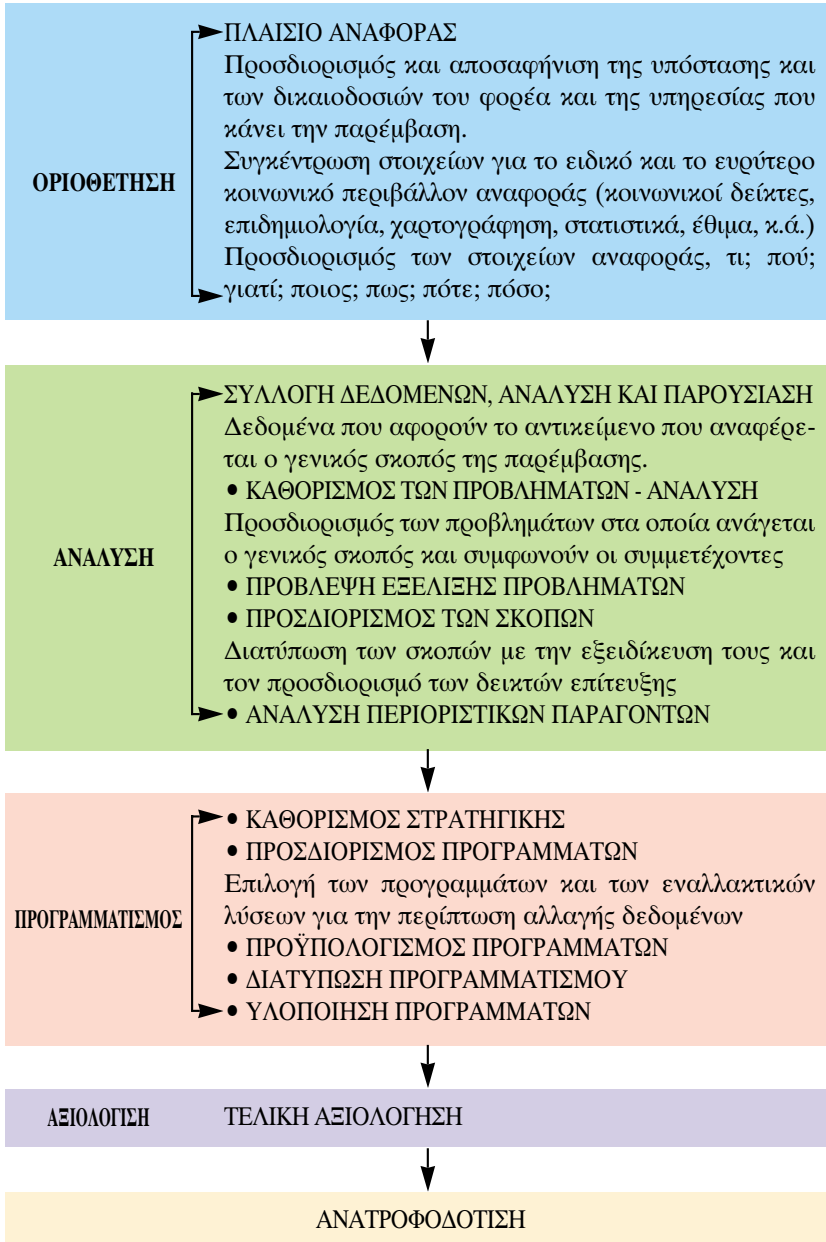 ΠΛΑΙΣΙΟ ΑΝΑΦΟΡΑΣ
Προσδιορισμός και αποσαφήνιση της υπόστασης και
των δικαιοδοσιών του φορέα και της υπηρεσίας που
κάνει την παρέμβαση.
ΟΡΙΟΘΕΤΗΣΗ
Συγκέντρωση στοιχείων για το ειδικό και το ευρύτερο
κοινωνικό περιβάλλον αναφοράς (κοινωνικοί δείκτες,
επιδημιολογία, χαρτογράφηση, στατιστικά, έθιμα, κ.ά.)
Προσδιορισμός των στοιχείων αναφοράς, τι; πού;
γιατί; ποιος; πως; πότε; πόσο;
ΣΥΛΛΟΓΗ ΔΕΔΟΜΕΝΩΝ, ΑΝΑΛΥΣΗ ΚΑΙ ΠΑΡΟΥΣΙΑΣΗ
Δεδομένα που αφορούν το αντικείμενο που αναφέρε-
ται ο γενικός σκοπός της παρέμβασης.
• ΚΑΘΟΡΙΣΜΟΣ ΤΩΝ ΠΡΟΒΛΗΜΑΤΩΝ - ΑΝΑΛΥΣΗ
Προσδιορισμός των προβλημάτων στα οποία ανάγεται
ΑΝΑΛΥΣΗ
ο γενικός σκοπός και συμφωνούν οι συμμετέχοντες
• ΠΡΟΒΛΕΨΗ ΕΞΕΛΙΞΗΣ ΠΡΟΒΛΗΜΑΤΩΝ
• ΠΡΟΣΔΙΟΡΙΣΜΟΣ ΤΩΝ ΣΚΟΠΩΝ
Διατύπωση των σκοπών με την εξειδίκευση τους και
τον προσδιορισμό των δεικτών επίτευξης
• ΑΝΑΛΥΣΗ ΠΕΡΙΟΡΙΣΤΙΚΩΝ ΠΑΡΑΓΟΝΤΩΝ
• ΚΑΘΟΡΙΣΜΟΣ ΣΤΡΑΤΗΓΙΚΗΣ
• ΠΡΟΣΔΙΟΡΙΣΜΟΣ ΠΡΟΓΡΑΜΜΑΤΩΝ
Επιλογή των προγραμμάτων και των εναλλακτικών
ΠΡΟΓΡΑΜΜΑΤΙΣΜΟΣ
λύσεων για την περίπτωση αλλαγής δεδομένων
• ΠΡΟΫΠΟΛΟΓΙΣΜΟΣ ΠΡΟΓΡΑΜΜΑΤΩΝ
• ΔΙΑΤΥΠΩΣΗ ΠΡΟΓΡΑΜΜΑΤΙΣΜΟΥ
• ΥΛΟΠΟΙΗΣΗ ΠΡΟΓΡΑΜΜΑΤΩΝ
ΑΞΙΟΛΟΓΙΣΗ
ΤΕΛΙΚΗ ΑΞΙΟΛΟΓΗΣΗ
ΑΝΑΤΡΟΦΟΔΟΤΙΣΗ